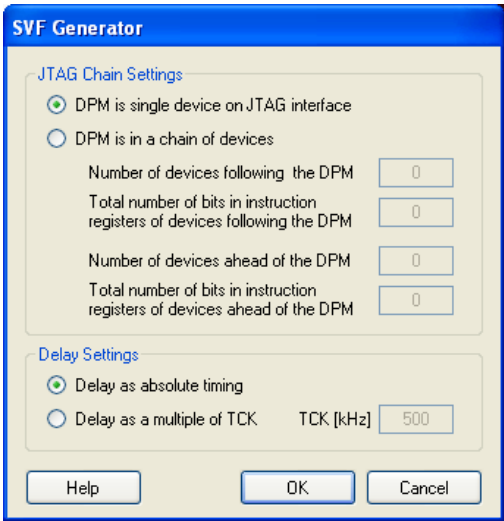 SVF Generator
JTAG Chain Settings
DPM is single device on JTAG interface
DPM is in a chain of devices
Number of devices following the DPM 0
Total number of bits in instruction
registers of devices following the DPM 0
Number of devices ahead of the DPM 0
Total number of bits in instruction
registers of devices ahead of the DPM 0
Delay Settings
Delay as absolute timing
Delay as a multiple of TCK TCK [kHz] 500
Help OK Cancel